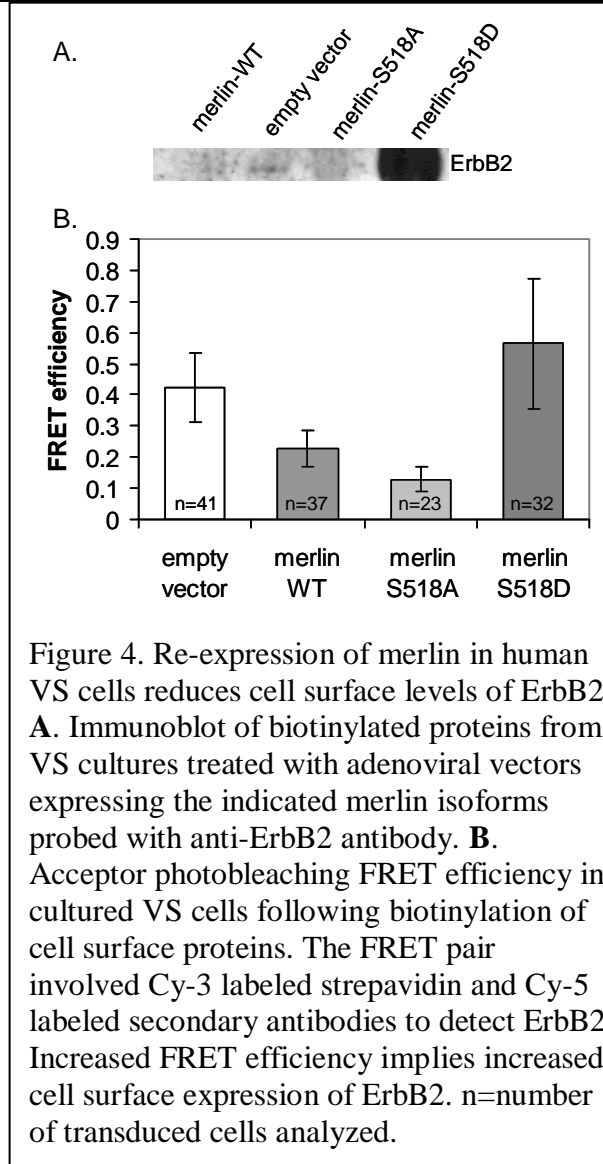 A.
merlin-WT
empty vector
merlin-S518A
merlin-S518D
ErbB2
B.
FRET efficiency
0.9
0.8
0.7
0.6
0.5
0.4
0.3
0.2
0.1
0
n=41
n=37
n=23
n=32
empty vector
merlin WT
merlin S518A
merlin S518D
Figure 4. Re-expression of merlin in human
VS cells reduces cell surface levels of ErbB2
A. Immunoblot of biotinylated proteins from
VS cultures treated with adenoviral vectors
expressing the indicated merlin isoforms
probed with anti-ErbB2 antibody. B.
Acceptor photobleaching FRET efficiency in
cultured VS cells following biotinylation of
cell surface proteins. The FRET pair
involved Cy-3 labeled strepavidin and Cy-5
labeled secondary antibodies to detect ErbB2
Increased FRET efficiency implies increased
cell surface expression of ErbB2. n=number
of transduced cells analyzed.